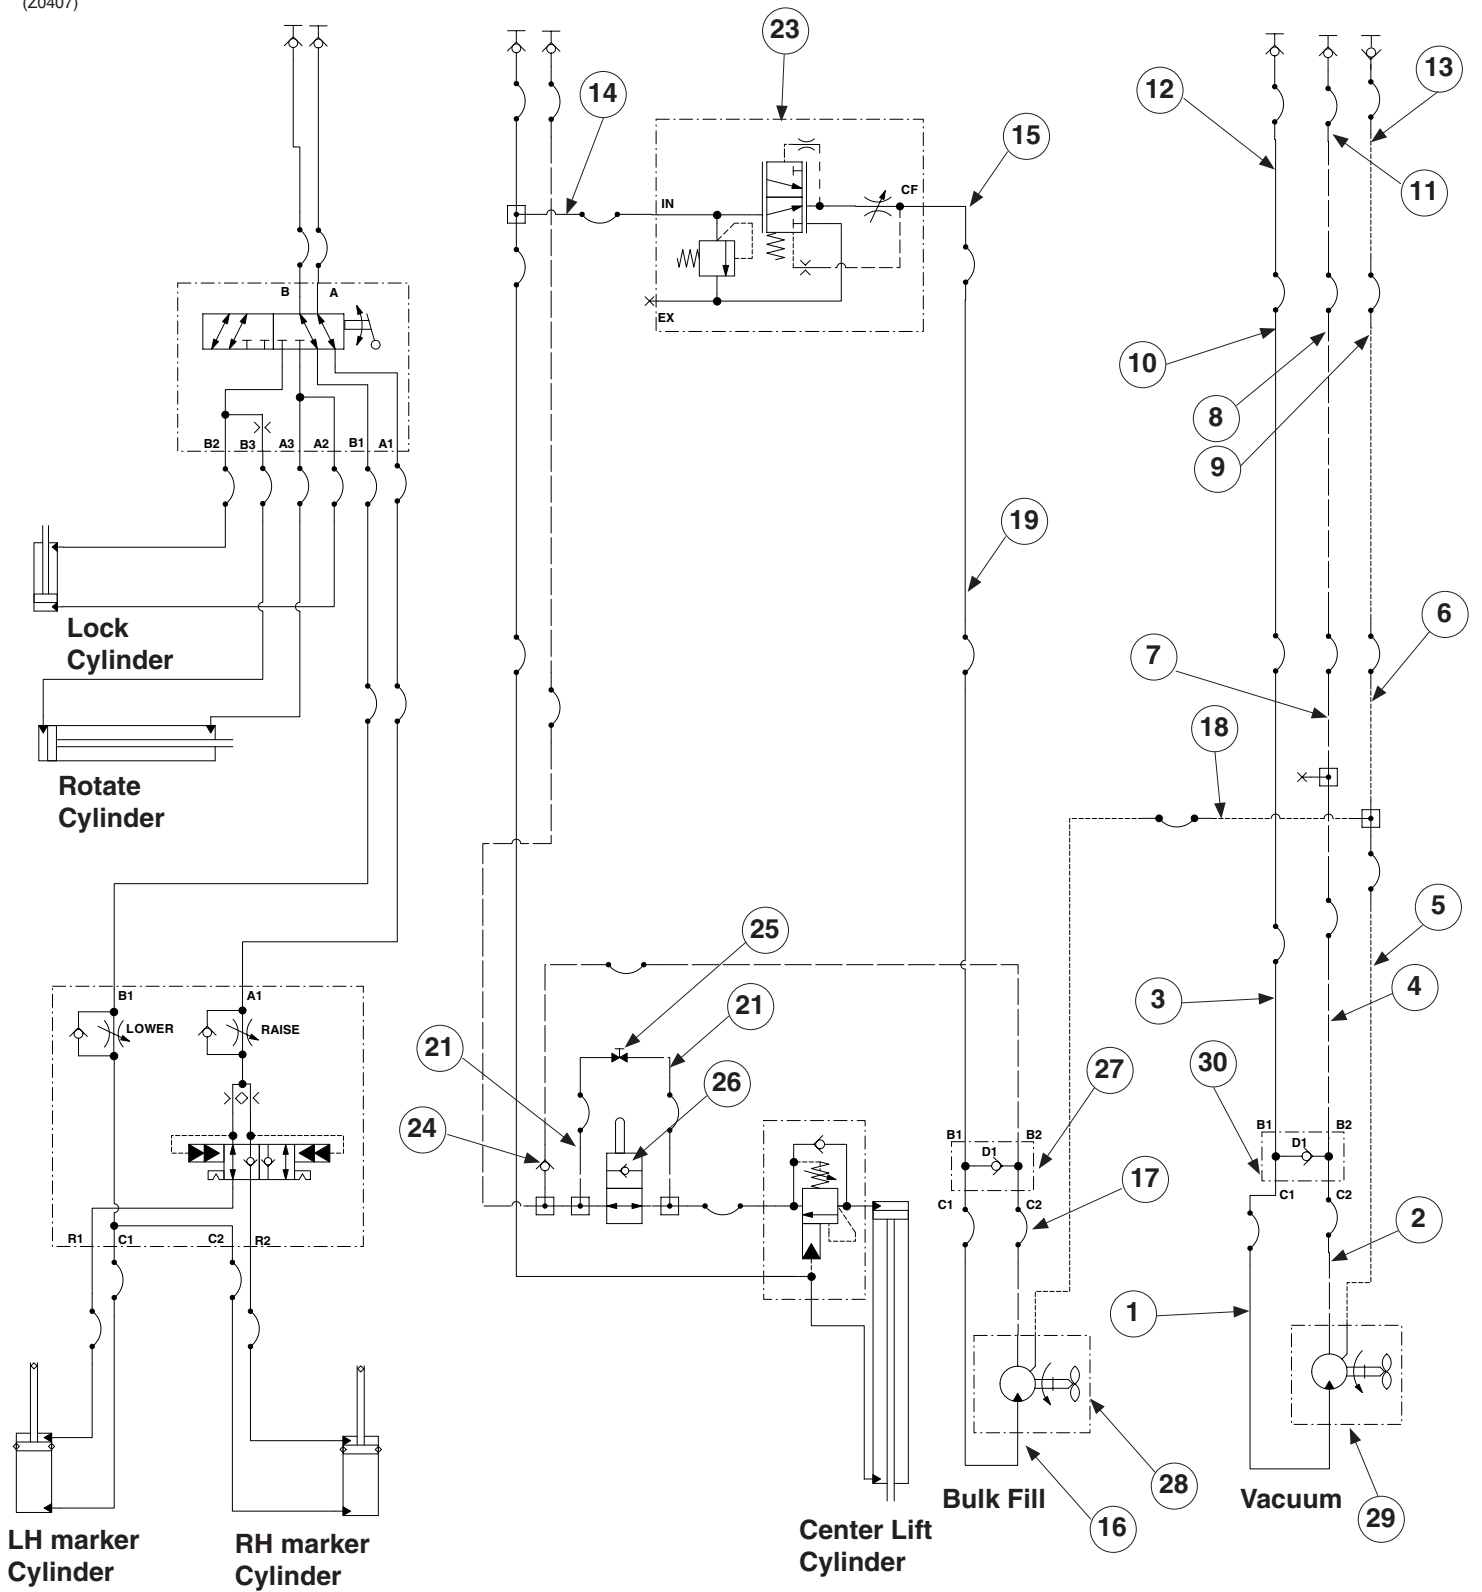 (Z0407)
23
14
12
13
15
11
IN
CF
EX
B
A
10
8
9
B2
B3
A3
A2
B1
A1
19
Lock
Cylinder
6
7
18
Rotate
Cylinder
5
25
4
3
21
21
B1
A1
LOWER
RAISE
26
27
30
24
B1
B2
D1
B1
B2
D1
17
C1
C2
C1
C2
2
R1
C1
C2
R2
1
28
29
16
Bulk Fill
Vacuum
LH marker
Cylinder
RH marker
Cylinder
Center Lift
Cylinder